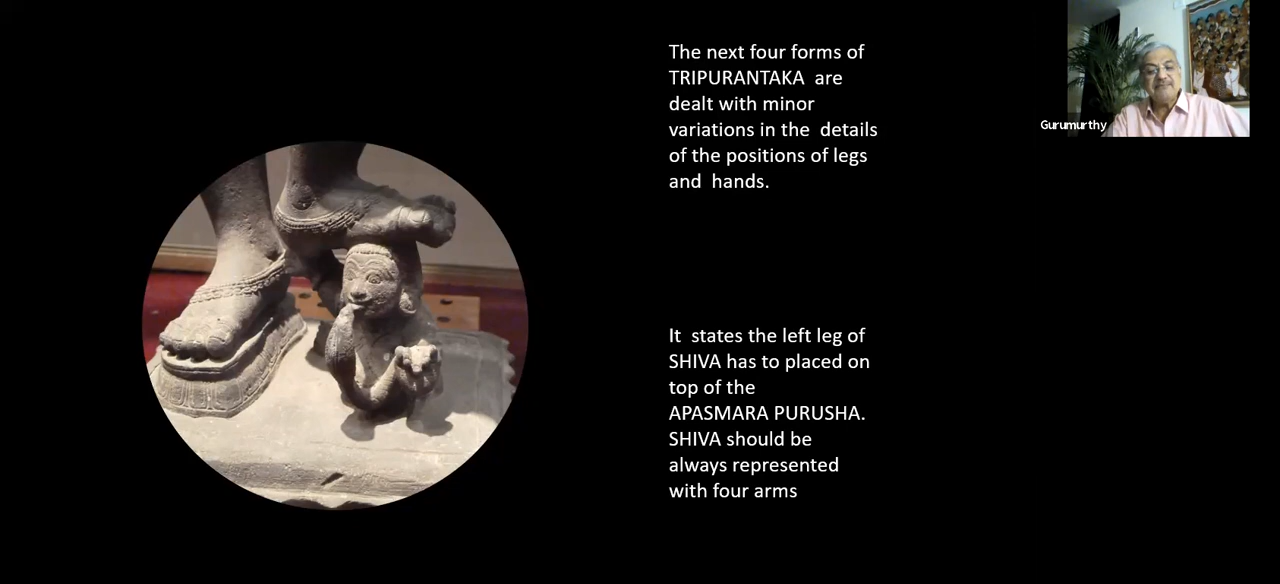 The next four forms of
TRIPURANTAKA are
dealt with minor
variations in the details
of the positions of legs
and hands.
Gurumurthy
It states the left leg of
SHIVA has to placed on
top of the
APASMARA PURUSHA.
SHIVA should be
always represented
with four arms